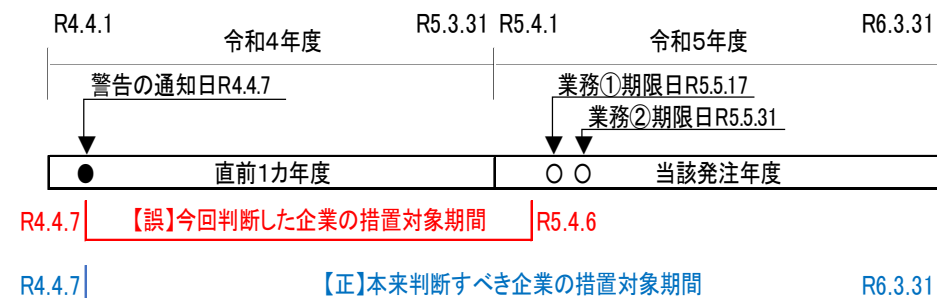 R4.4.1 令和4年度 R5.3.31 R5.4.1 令和5年度 R6.3.31
警告の通知日R4.4.7 業務①期限日R5.5.17
業務②期限日R5.5.31
● 直前1カ年度 ○ ○ 当該発注年度
R4.4.7 【誤】今回判断した企業の措置対象期間 R5.4.6
R4.4.7 【正】本来判断すべき企業の措置対象期間 R6.3.31